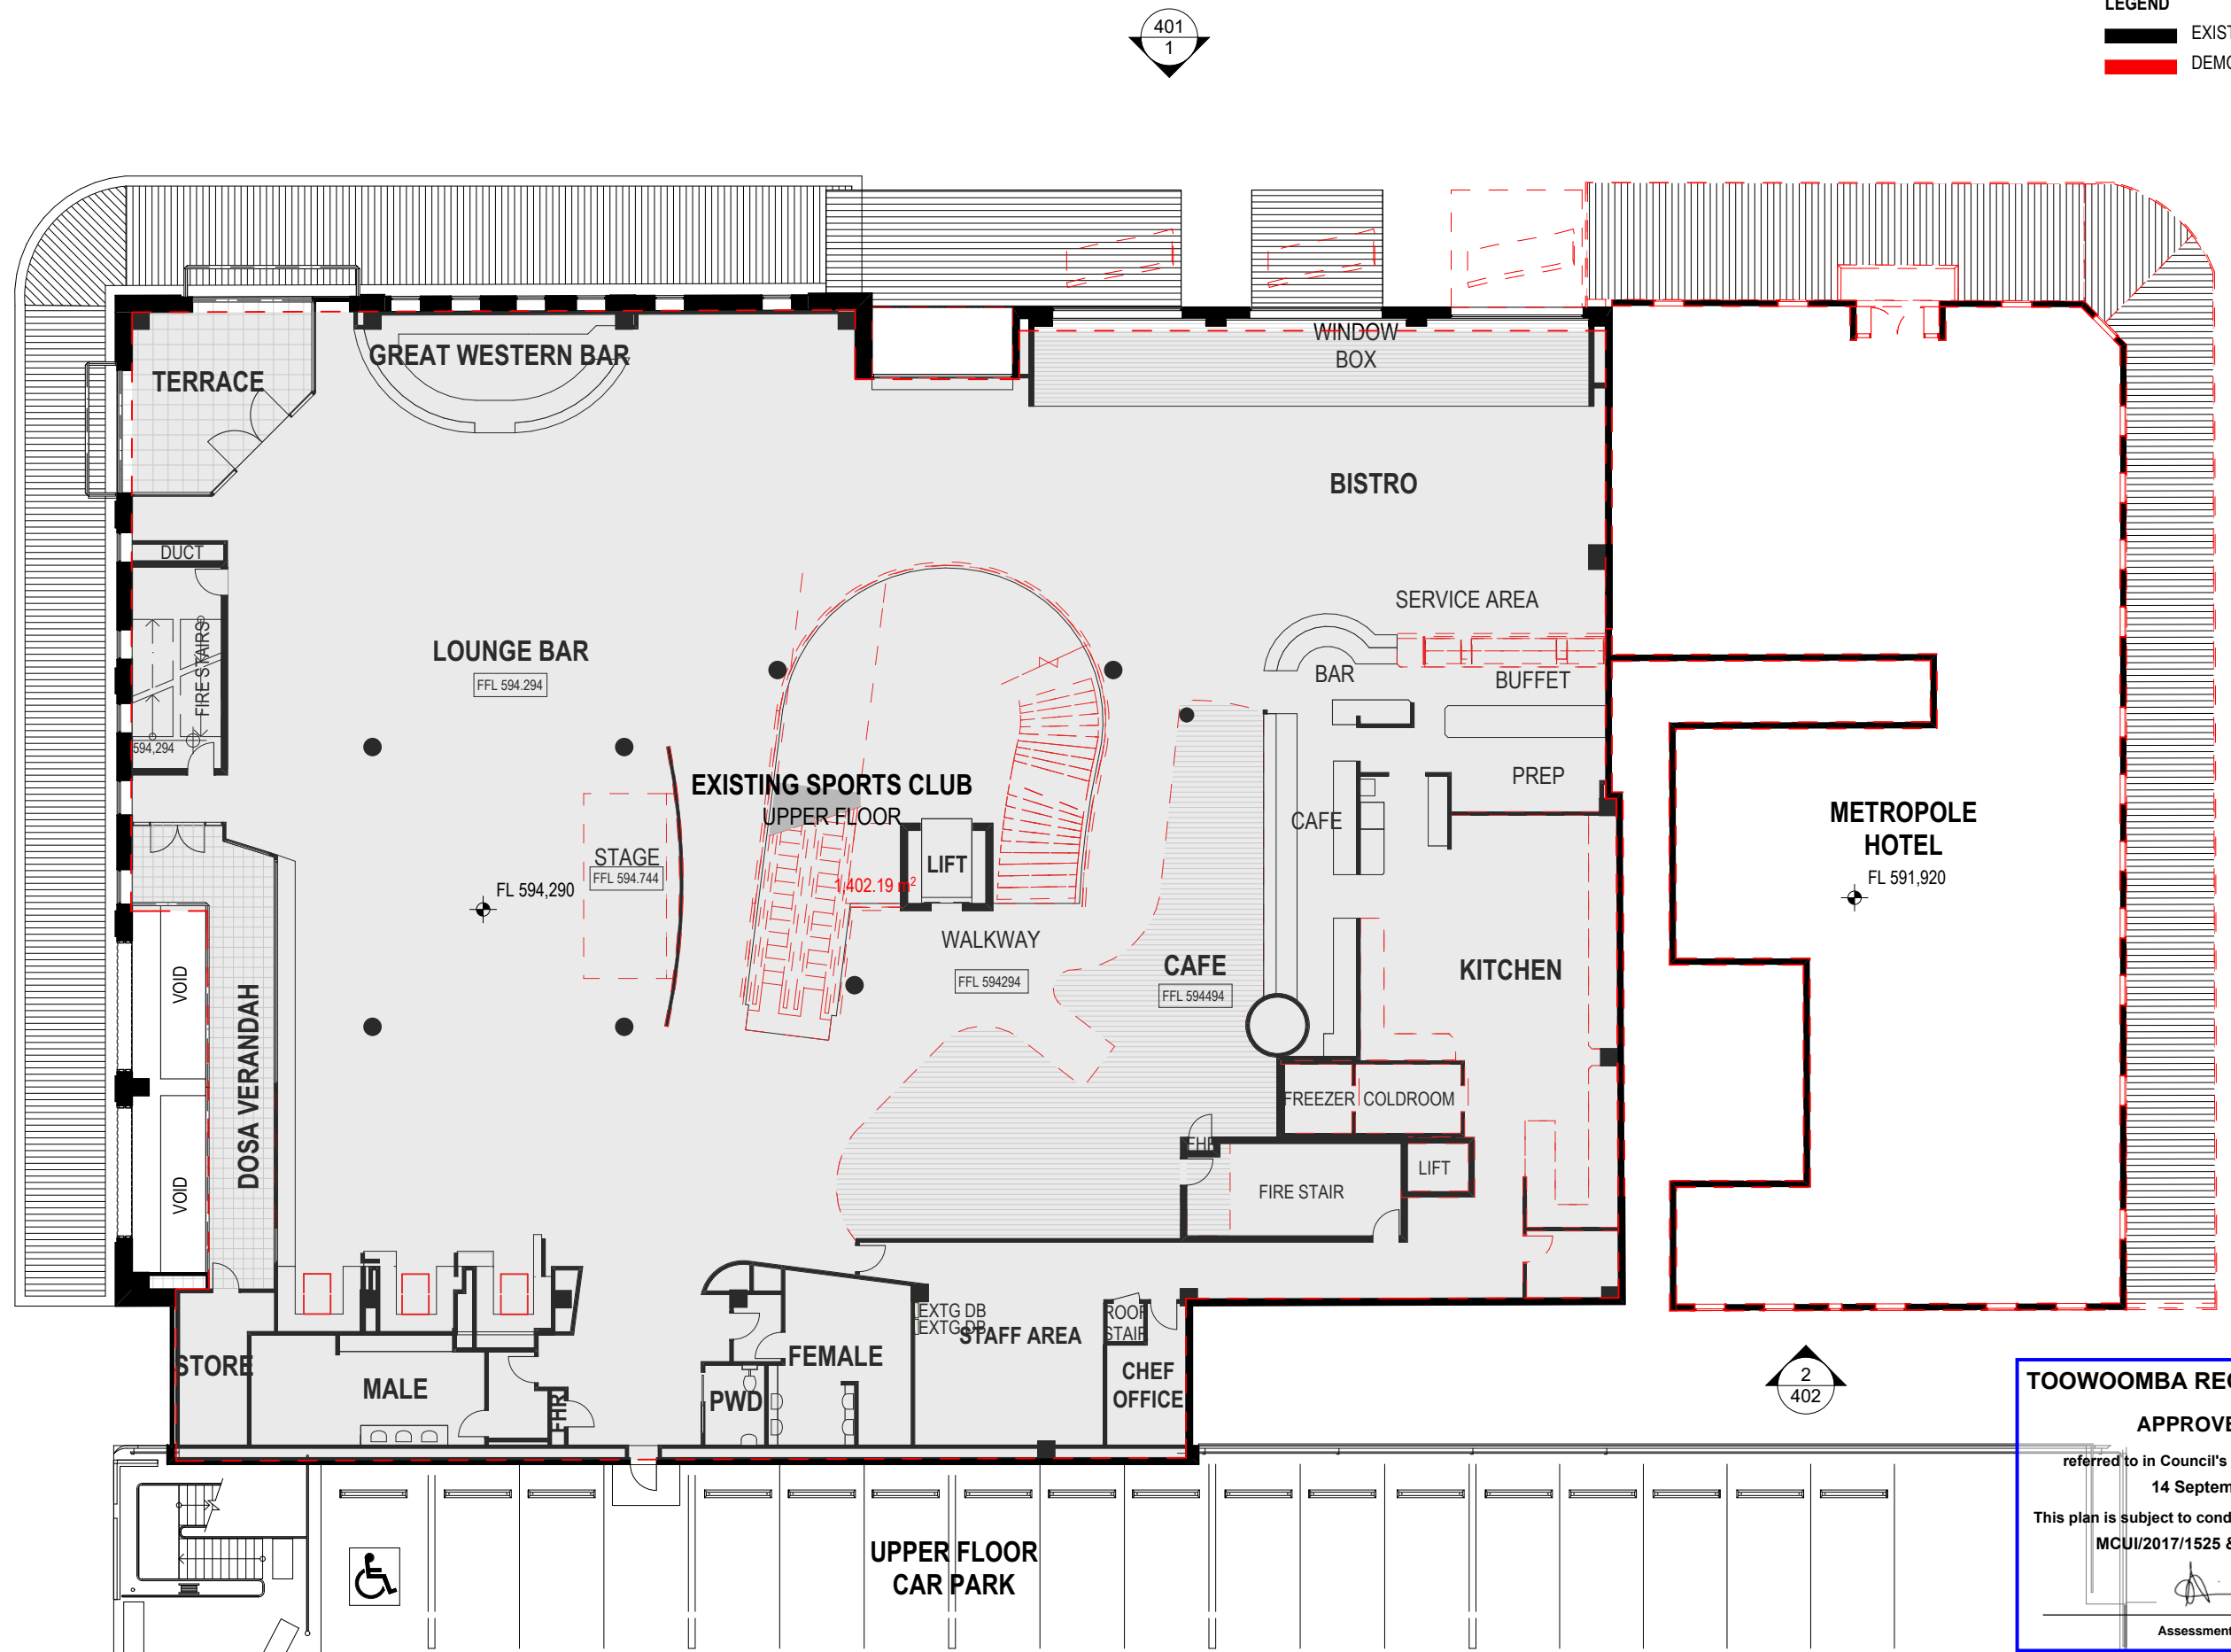 401
1
LEGEND
EXIST
DEMO
WINDOW
BOX
GREAT WESTERN BAR
TERRACE
BISTRO
DUCT
SERVICE AREA
FIRE STAIRS
LOUNGE BAR
FFL 594.294
BAR
BUFFET
594,294
EXISTING SPORTS CLUB
UPPER FLOOR
PREP
CAFE
METROPOLE
HOTEL
FL 591,920
STAGE
FFL 594.744
LIFT
1,402.19 m²
FL 594,290
WALKWAY
FFL 594294
CAFE
FFL 594494
KITCHEN
VOID
DOSA VERANDAH
FREEZER
COLDROOM
FHR
LIFT
FIRE STAIR
VOID
EXTG DB
EXTG DB
STAFF AREA
ROOF
STAIR
STORE
MALE
FHR
PWD
FEMALE
CHEF
OFFICE
2
402
UPPER FLOOR
CAR PARK
TOOWOOMBA REG
APPROVE
referred to in Council's
14 Septem
This plan is subject to cond
MCUI/2017/1525 &
Assessment